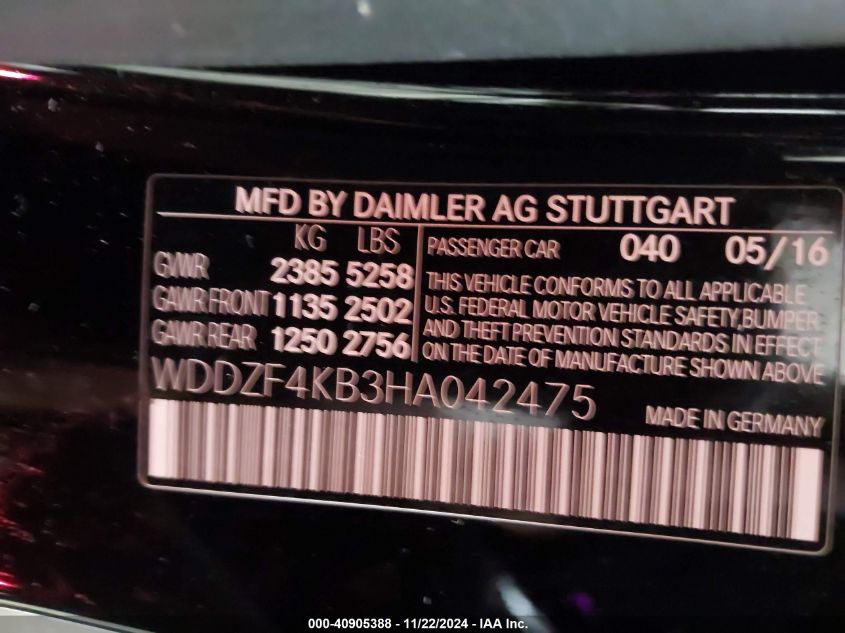 MFD BY DAIMLER AG STUTTGART
KG LBS
GVWR 2385 5258
GAWR FRONT 1135 2502
GAWR REAR 1250 2756
PASSENGER CAR 040 05/16
THIS VEHICLE CONFORMS TO ALL APPLICABLE
U.S. FEDERAL MOTOR VEHICLE SAFETY, BUMPER
AND THEFT PREVENTION STANDARDS IN EFFECT
ON THE DATE OF MANUFACTURE SHOWN ABOVE
WDDZF4KB3HA042475
MADE IN GERMANY
000-40905388 - 11/22/2024 - IAA Inc.